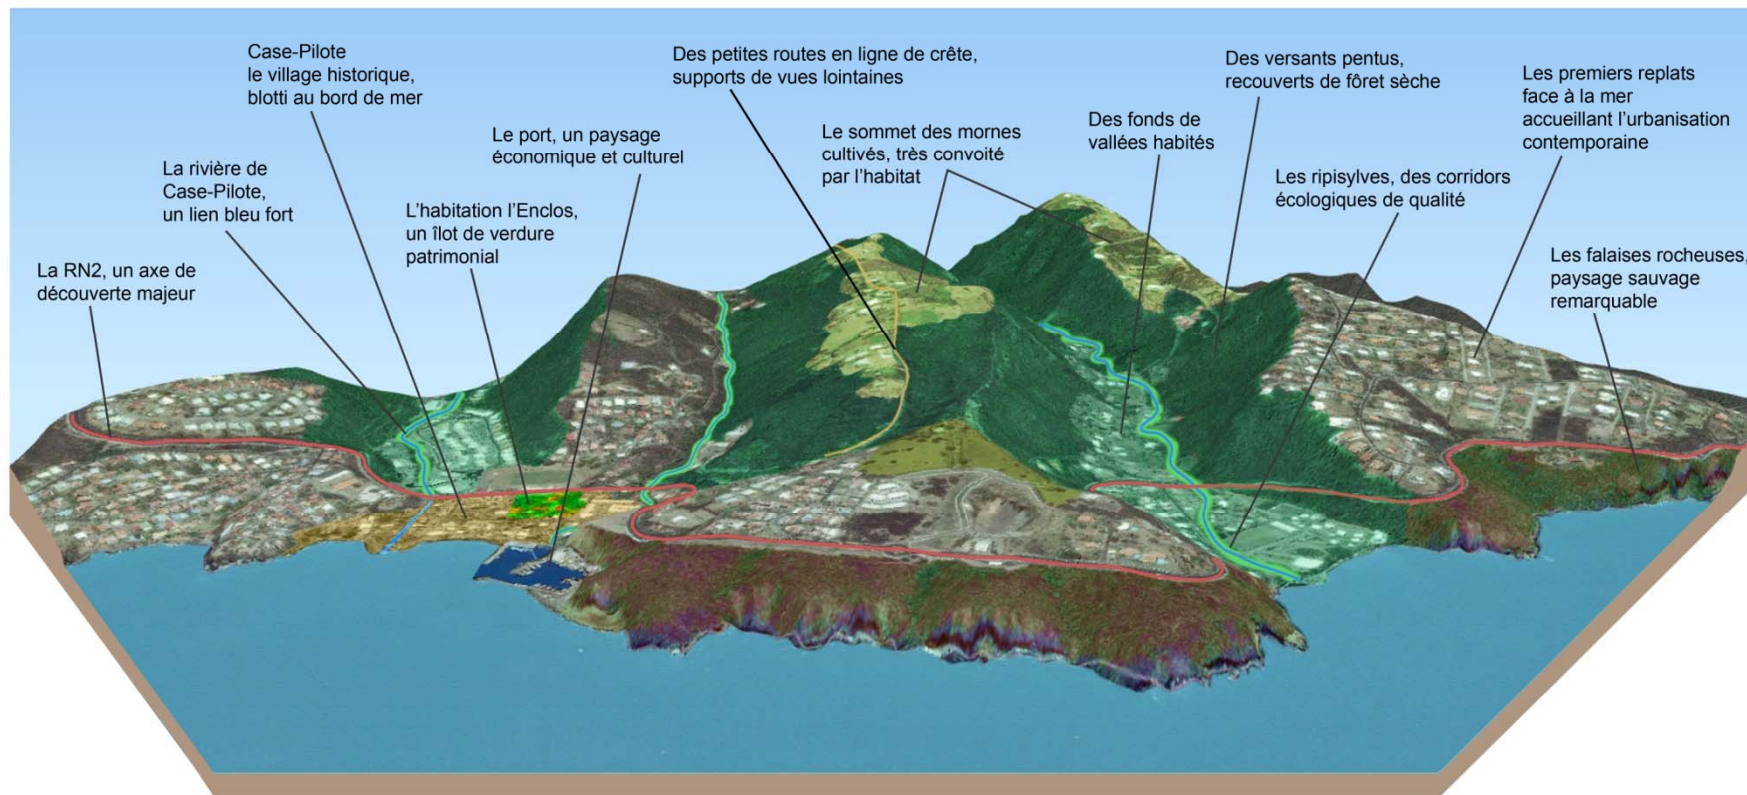 Case-Pilote
le village historique,
blotti au bord de mer
Des petites routes en ligne de crête,
supports de vues lointaines
Des versants pentus,
recouverts de fôret sèche
Les premiers replats
face à la mer
accueillant l'urbanisation
contemporaine
Le port, un paysage
économique et culturel
Le sommet des mornes
cultivés, très convoité
par l'habitat
Des fonds de
vallées habités
La rivière de
Case-Pilote,
un lien bleu fort
L'habitation l'Enclos,
un îlot de verdure
patrimonial
Les ripisylves, des corridors
écologiques de qualité
La RN2, un axe de
découverte majeur
Les falaises rocheuses,
paysage sauvage
remarquable